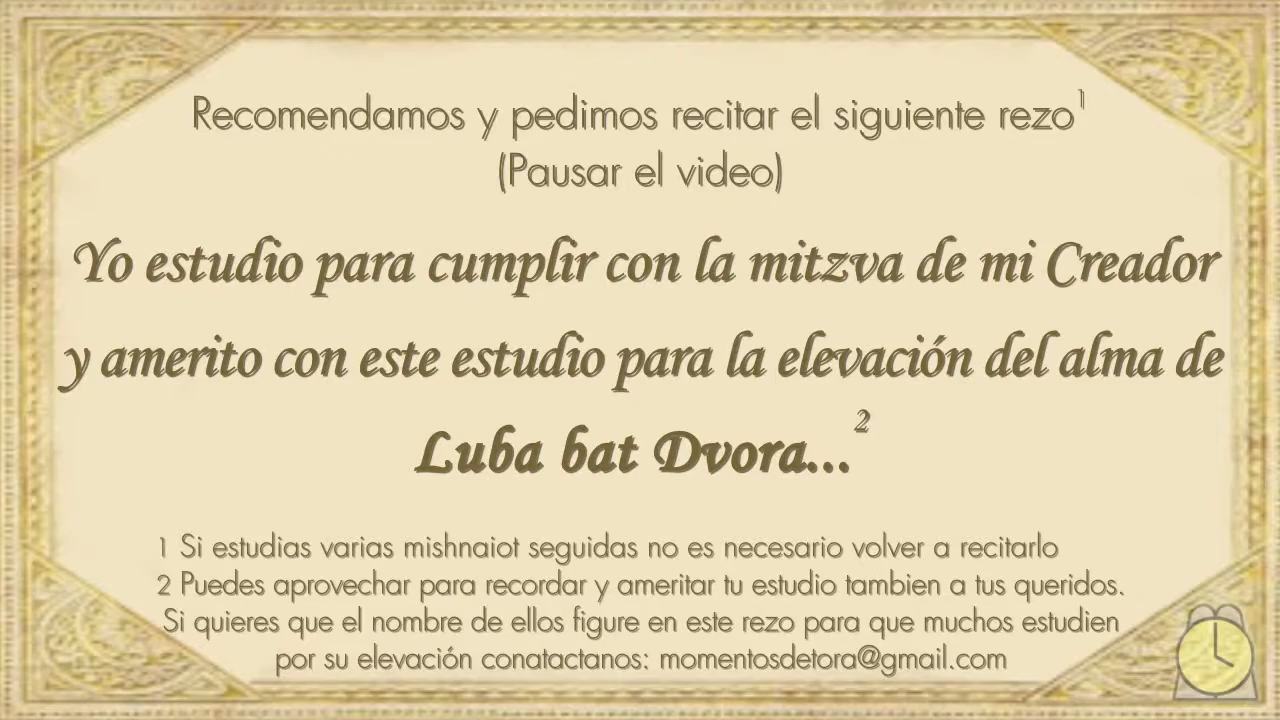 Recomendamos y pedimos recitar el siguiente rezo1
(Pausar el video)
Yo estudio para cumplir con la mitzva de mi Creador
y amerito con este estudio para la elevación del alma de
Luba bat Dvora...2
1 Si estudias varias mishnaiot seguidas no es necesario volver a recitarlo
2 Puedes aprovechar para recordar y ameritar tu estudio tambien a tus queridos.
Si quieres que el nombre de ellos figure en este rezo para que muchos estudien
por su elevación conatactanos: momentosdetora@gmail.com